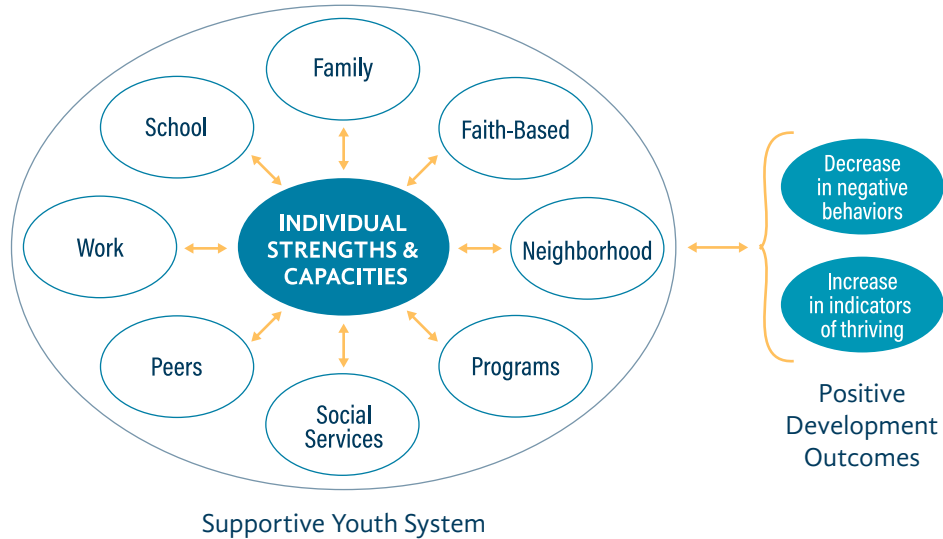 Family
School
Faith-Based
INDIVIDUAL
STRENGTHS &
CAPACITIES
Work
Neighborhood
Peers
Programs
Social
Services
Supportive Youth System
Decrease
in negative
behaviors
Increase
in indicators
of thriving
Positive
Development
Outcomes